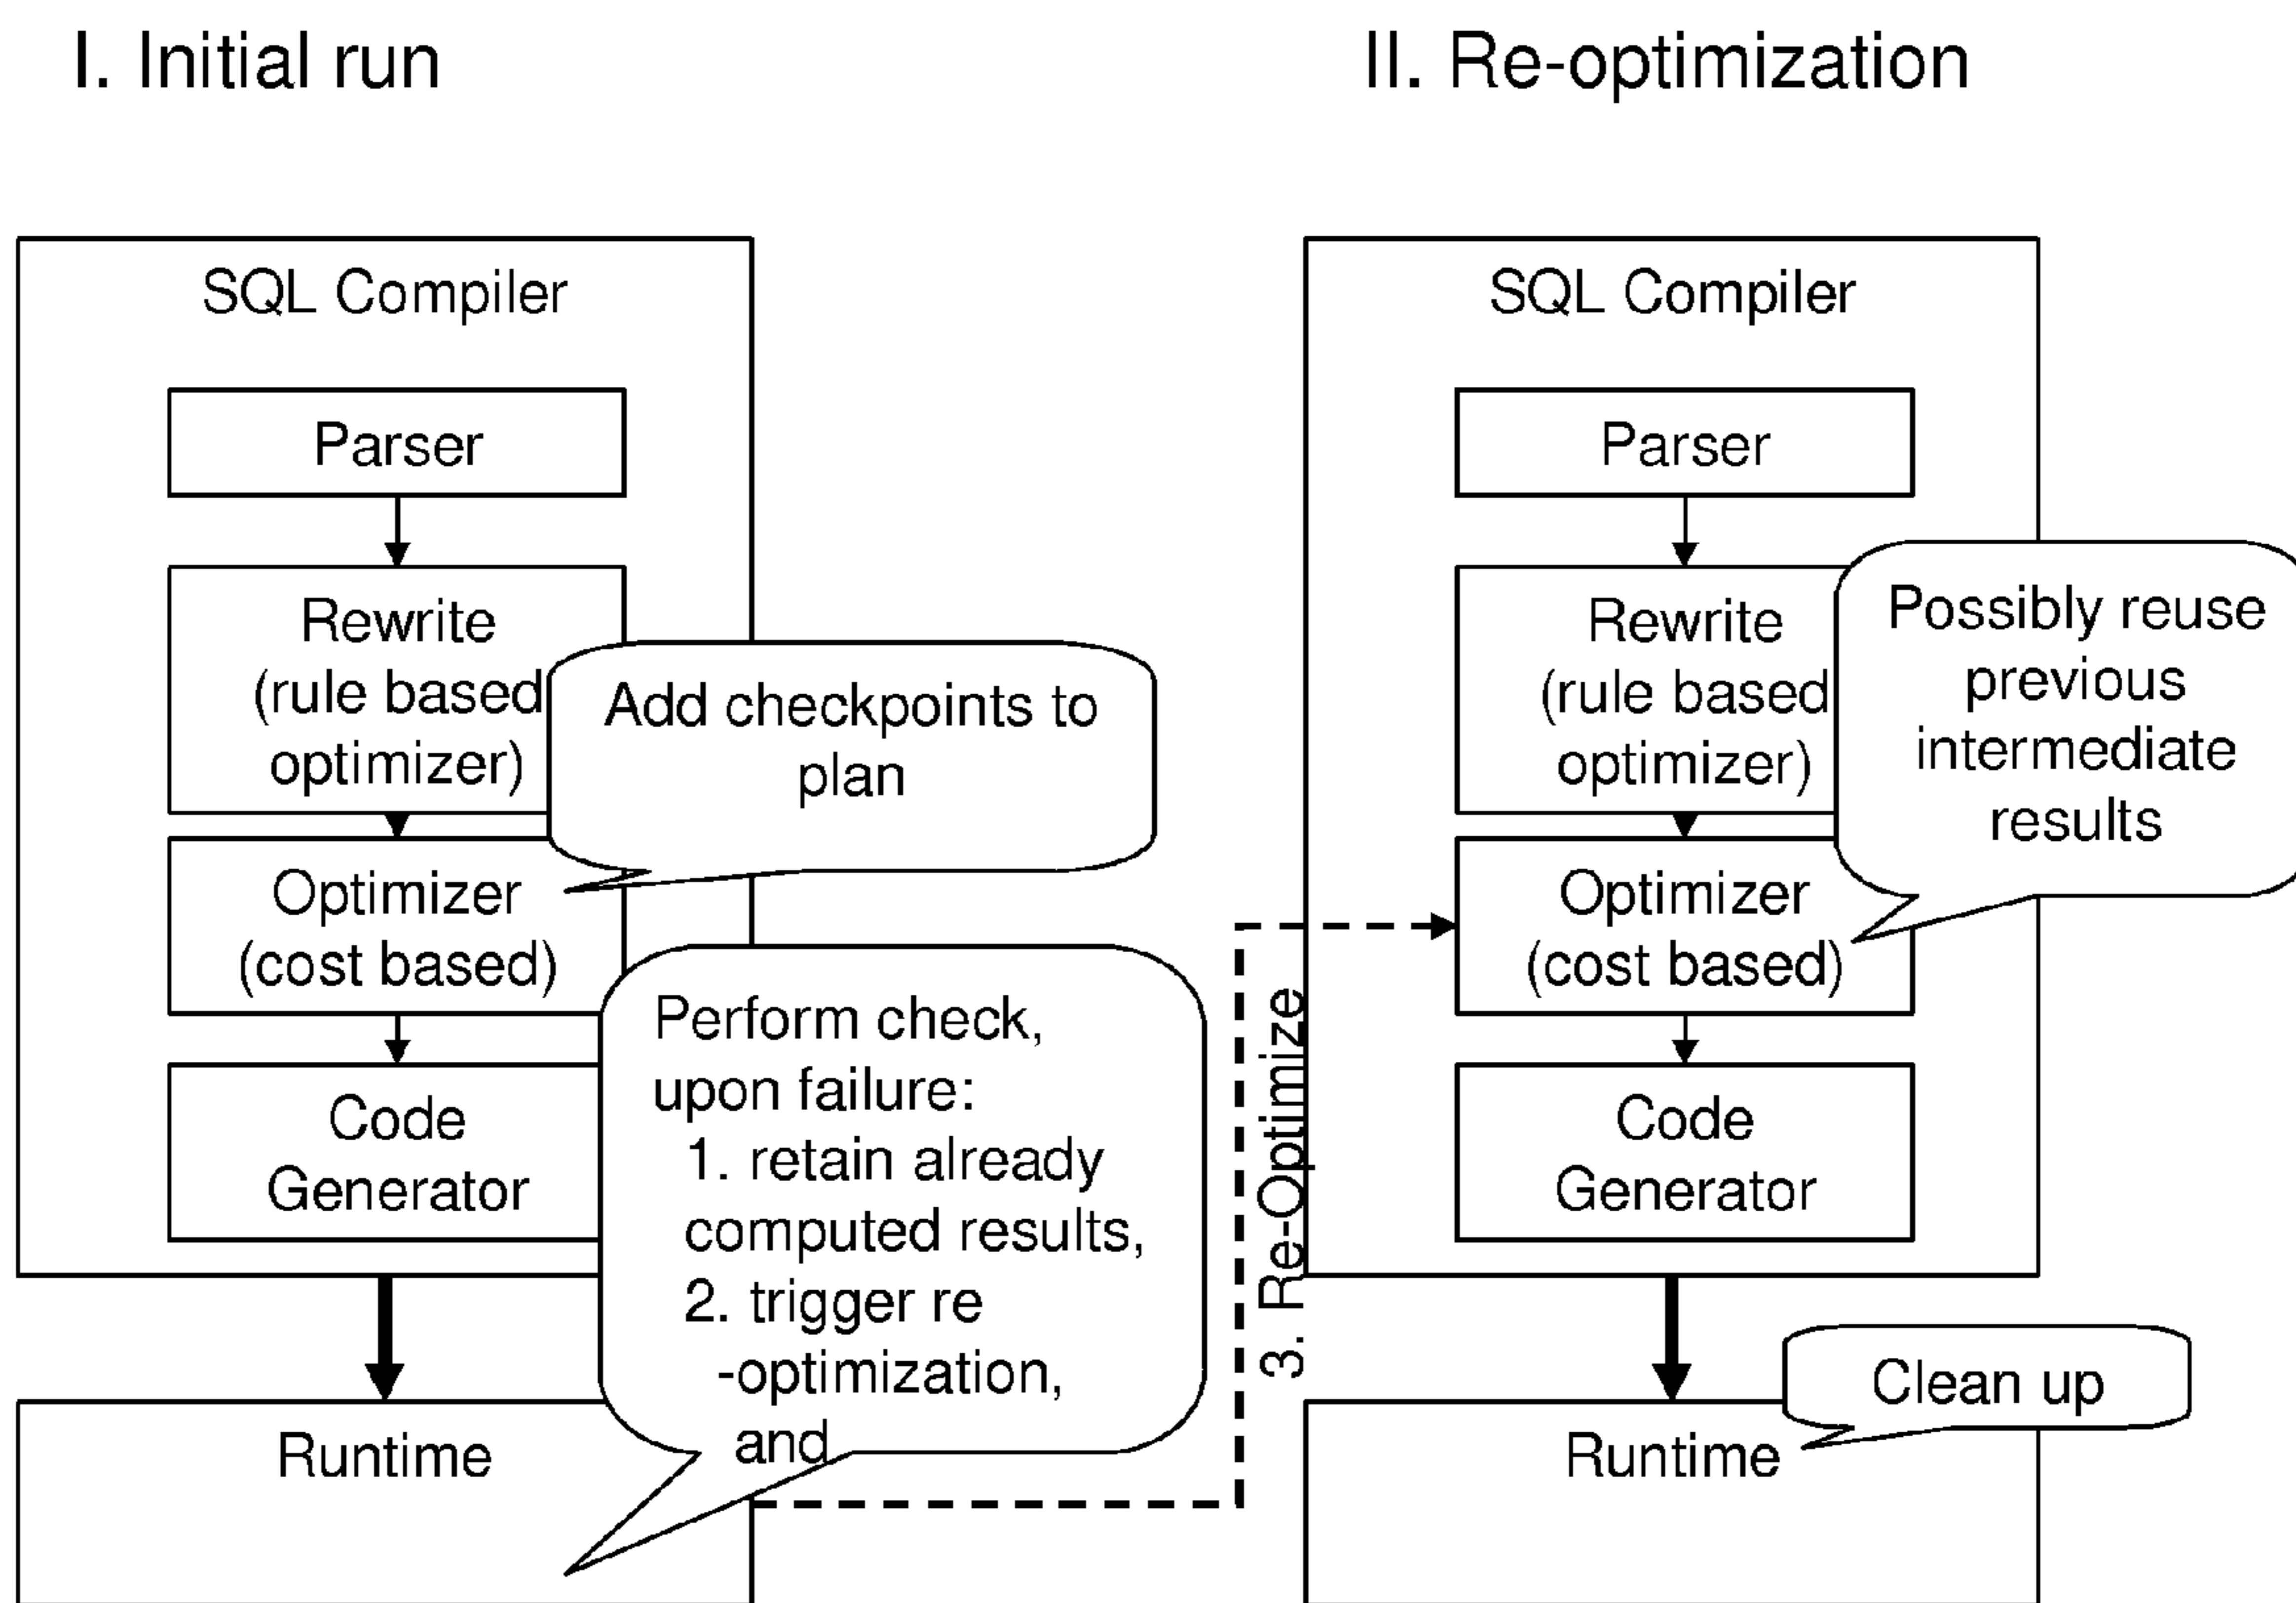 I. Initial run
SQL Compiler
Parser
Rewrite
(rule based
optimizer)
Add checkpoints to
plan
Optimizer
(cost based)
Code
Generator
Perform check,
upon failure:
1. retain already
computed results,
2. trigger re
-optimization,
and
Runtime
3. Re-Optimize
II. Re-optimization
SQL Compiler
Parser
Rewrite
(rule based
optimizer)
Possibly reuse
previous
intermediate
results
Optimizer
(cost based)
Code
Generator
Clean up
Runtime